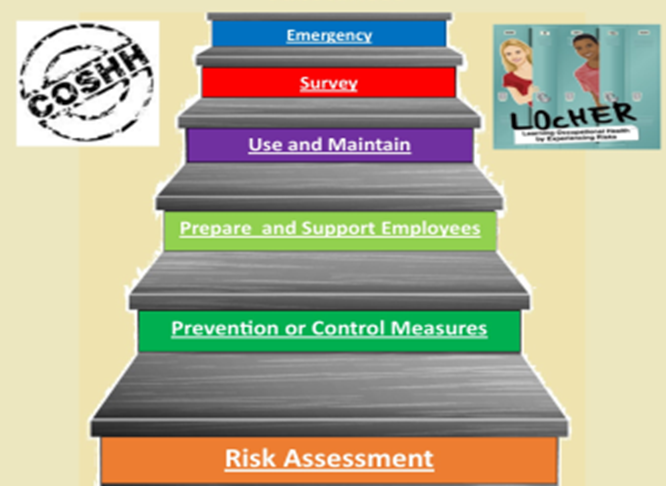 COSHH
LOcHER
Learning Occupational Health
by Experiencing Risks
Emergency
Survey
Use and Maintain
Prepare and Support Employees
Prevention or Control Measures
Risk Assessment